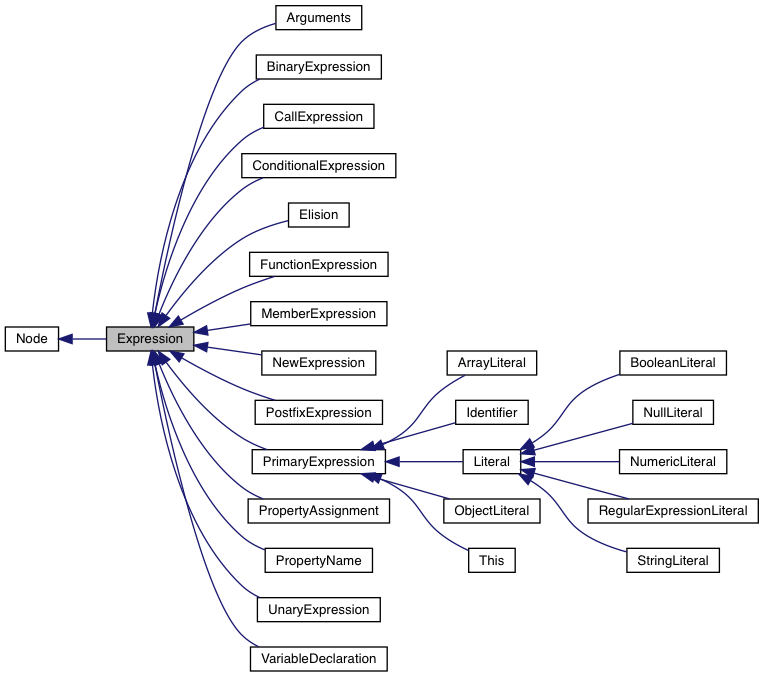 Arguments
BinaryExpression
CallExpression
ConditionalExpression
Elision
FunctionExpression
MemberExpression
Node
Expression
NewExpression
ArrayLiteral
BooleanLiteral
PostfixExpression
Identifier
NullLiteral
PrimaryExpression
Literal
NumericLiteral
PropertyAssignment
ObjectLiteral
RegularExpressionLiteral
PropertyName
This
StringLiteral
UnaryExpression
VariableDeclaration